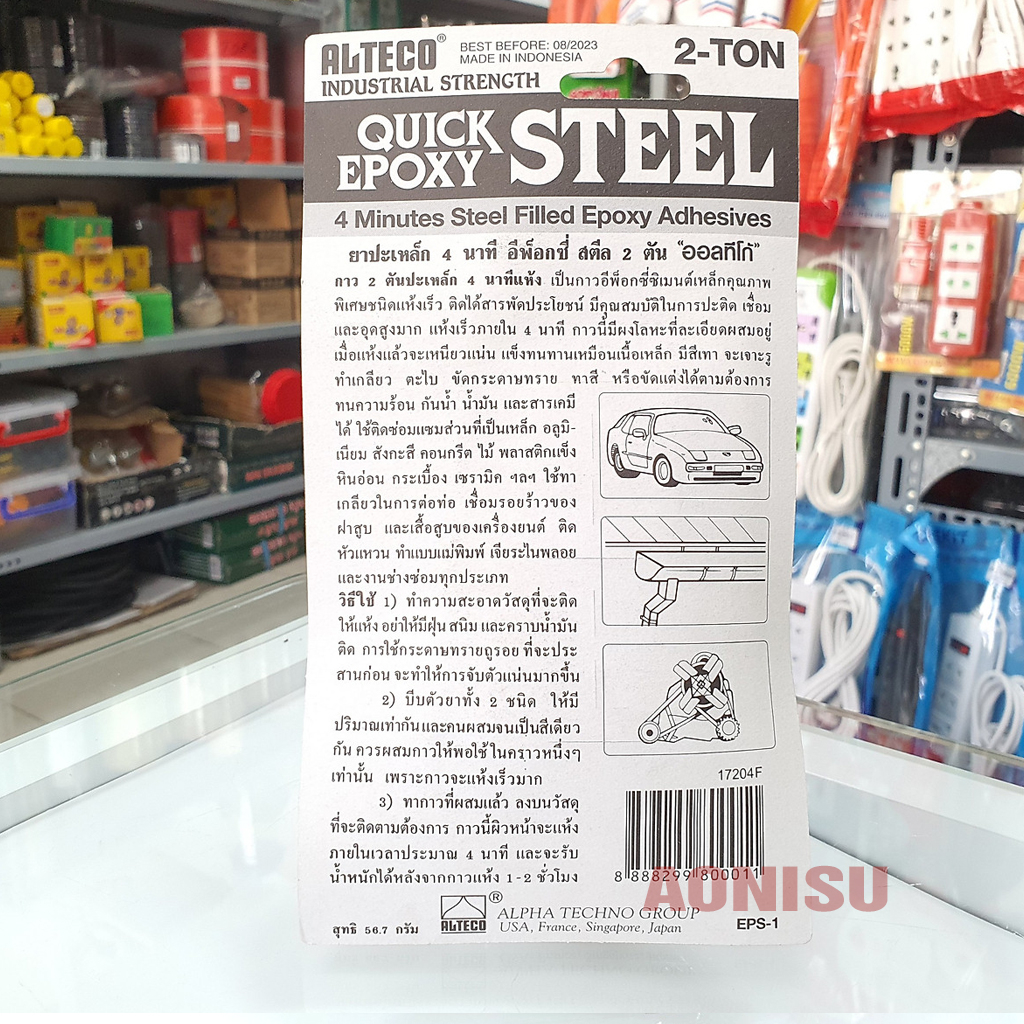 ALTECO®
BEST BEFORE: 08/2023
MADE IN INDONESIA
2-TON
INDUSTRIAL STRENGTH
QUICK
EPOXY
STEEL
4 Minutes Steel Filled Epoxy Adhesives
ยาปะเหล็ก 4 นาที อีพ็อกซี่ สตีล 2 ตัน "ออลทีโก้"
กาว 2 ตันปะเหล็ก 4 นาทีแห้ง เป็นกาวอีพ็อกซี่ซิเมนต์เหล็กคุณภาพ
พิเศษชนิดแห้งเร็ว ติดได้สารพัดประโยชน์ มีคุณสมบัติในการปะติด เชื่อม
และอุดสูงมาก แห้งเร็วภายใน 4 นาที กาวนี้มีผงโลหะที่ละเอียดผสมอยู่
เมื่อแห้งแล้วจะเหนียวแน่น แข็งทนทานเหมือนเนื้อเหล็ก มีสีเทา จะเจาะรู
ทำเกลียว ตะไบ ขัดกระดาษทราย ทาสี หรือขัดแต่งได้ตามต้องการ
ทนความร้อน กันน้ำ น้ำมัน และสารเคมี
ได้ ใช้ติดซ่อมแซมส่วนที่เป็นเหล็ก อลูมิ-
เนียม สังกะสี คอนกรีต ไม้ พลาสติกแข็ง
หินอ่อน กระเบื้อง เซรามิค ฯลฯ ใช้ทา
เกลียวในการต่อท่อ เชื่อมรอยร้าวของ
ฝาสูบ และเสื้อสูบของเครื่องยนต์ ติด
หัวแหวน ทำแบบแม่พิมพ์ เจียระไนพลอย
และงานช่างซ่อมทุกประเภท
วิธีใช้ 1) ทำความสะอาดวัสดุที่จะติด
ให้แห้ง อย่าให้มีฝุ่น สนิม และคราบน้ำมัน
ติด การใช้กระดาษทรายถูรอย ที่จะประ
สานก่อน จะทำให้การจับตัวแน่นมากขึ้น
2) บีบตัวยาทั้ง 2 ชนิด ให้มี
ปริมาณเท่ากันและคนผสมจนเป็นสีเดียว
กัน ควรผสมกาวให้พอใช้ในคราวหนึ่งๆ
เท่านั้น เพราะกาวจะแห้งเร็วมาก
3) ทากาวที่ผสมแล้ว ลงบนวัสดุ
ที่จะติดตามต้องการ กาวนี้ผิวหน้าจะแห้ง
ภายในเวลาประมาณ 4 นาที และจะรับ
น้ำหนักได้หลังจากกาวแห้ง 1-2 ชั่วโมง
17204F
8 888299 800011
AONISU
สุทธิ 56.7 กรัม
ALTECO®
ALPHA TECHNO GROUP
USA, France, Singapore, Japan
EPS-1